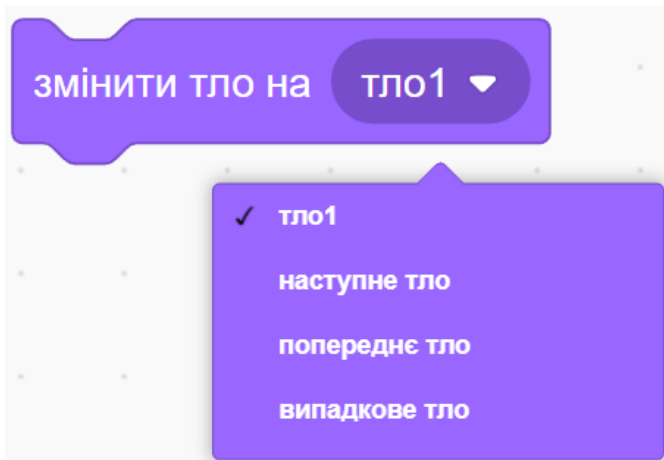 змінити тло на тло1
тло1
наступне тло
попереднє тло
випадкове тло